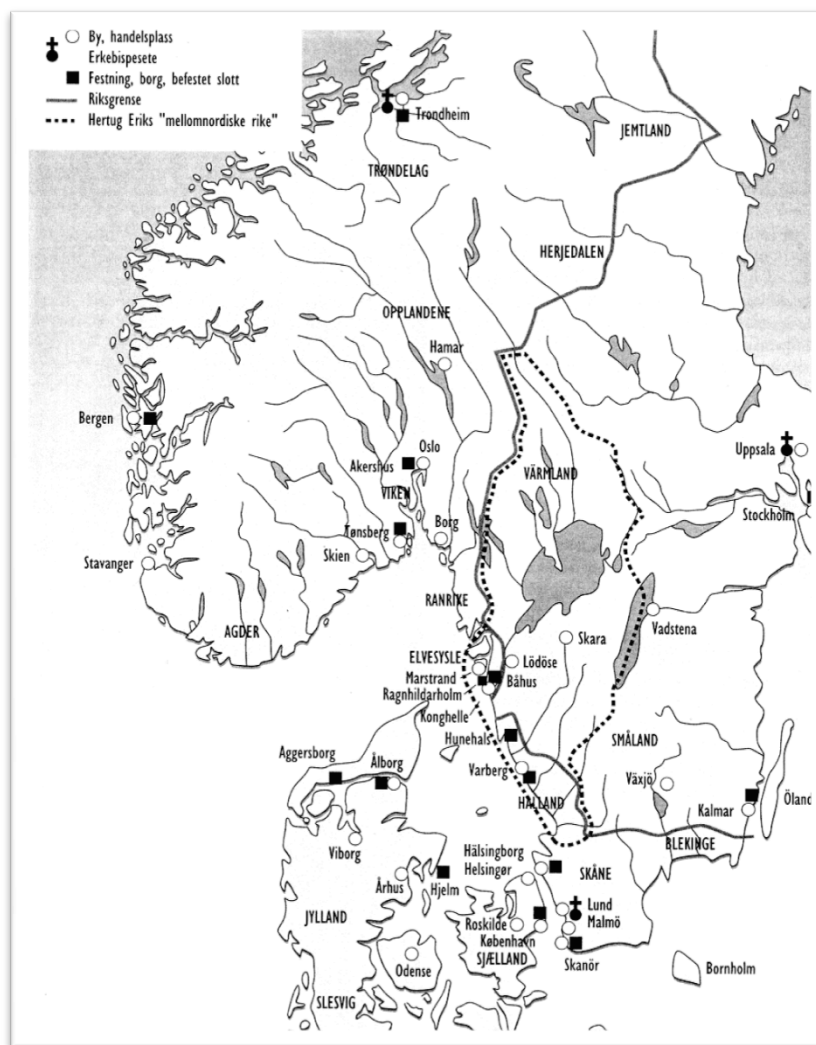 By, handelsplass
Erkebispesete
Festning, borg, befestet slott
Riksgrense
Hertug Eriks "mellomnordiske rike"
Trondheim
JEMTLAND
TRØNDELAG
HERJEDALEN
OPPLANDENE
Hamar
Bergen
Oslo
Akershus
Uppsala
VÄRMLAND
VIKEN
Stockholm
Tønsberg
Borg
Skien
Stavanger
RANRIKE
AGDER
Vadstena
Skara
ELVESYSLE
Lödöse
Marstrand
Båhus
Ragnhildarholm
Konghelle
Hunehals
SMÅLAND
Aggersborg
Ålborg
Varberg
Växjö
HALLAND
Kalmar
Öland
BLEKINGE
Viborg
Hälsingborg
Helsingør
SKÅNE
Århus
Hjelm
Lund
JYLLAND
Roskilde
Malmö
København
SJÆLLAND
Skanör
Odense
Bornholm
SLESVIG